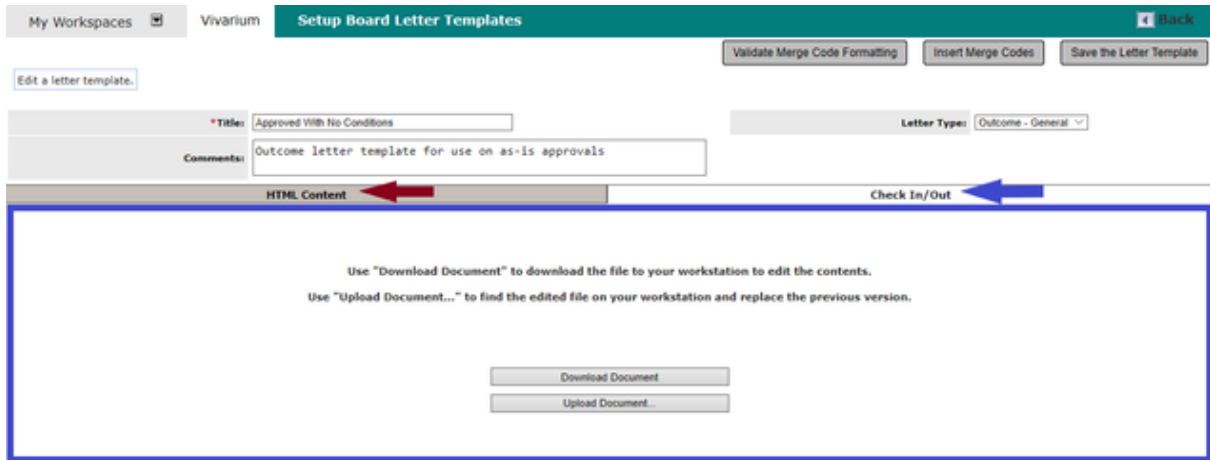 My Workspaces Vivarium Setup Board Letter Templates Back
Validate Merge Code Formatting Insert Merge Codes Save the Letter Template
Edit a letter template.
*Title: Approved With No Conditions Letter Type: Outcome - General
Comments: Outcome letter template for use on as-is approvals
HTML Content Check In/Out
Use "Download Document" to download the file to your workstation to edit the contents.
Use "Upload Document..." to find the edited file on your workstation and replace the previous version.
Download Document
Upload Document...